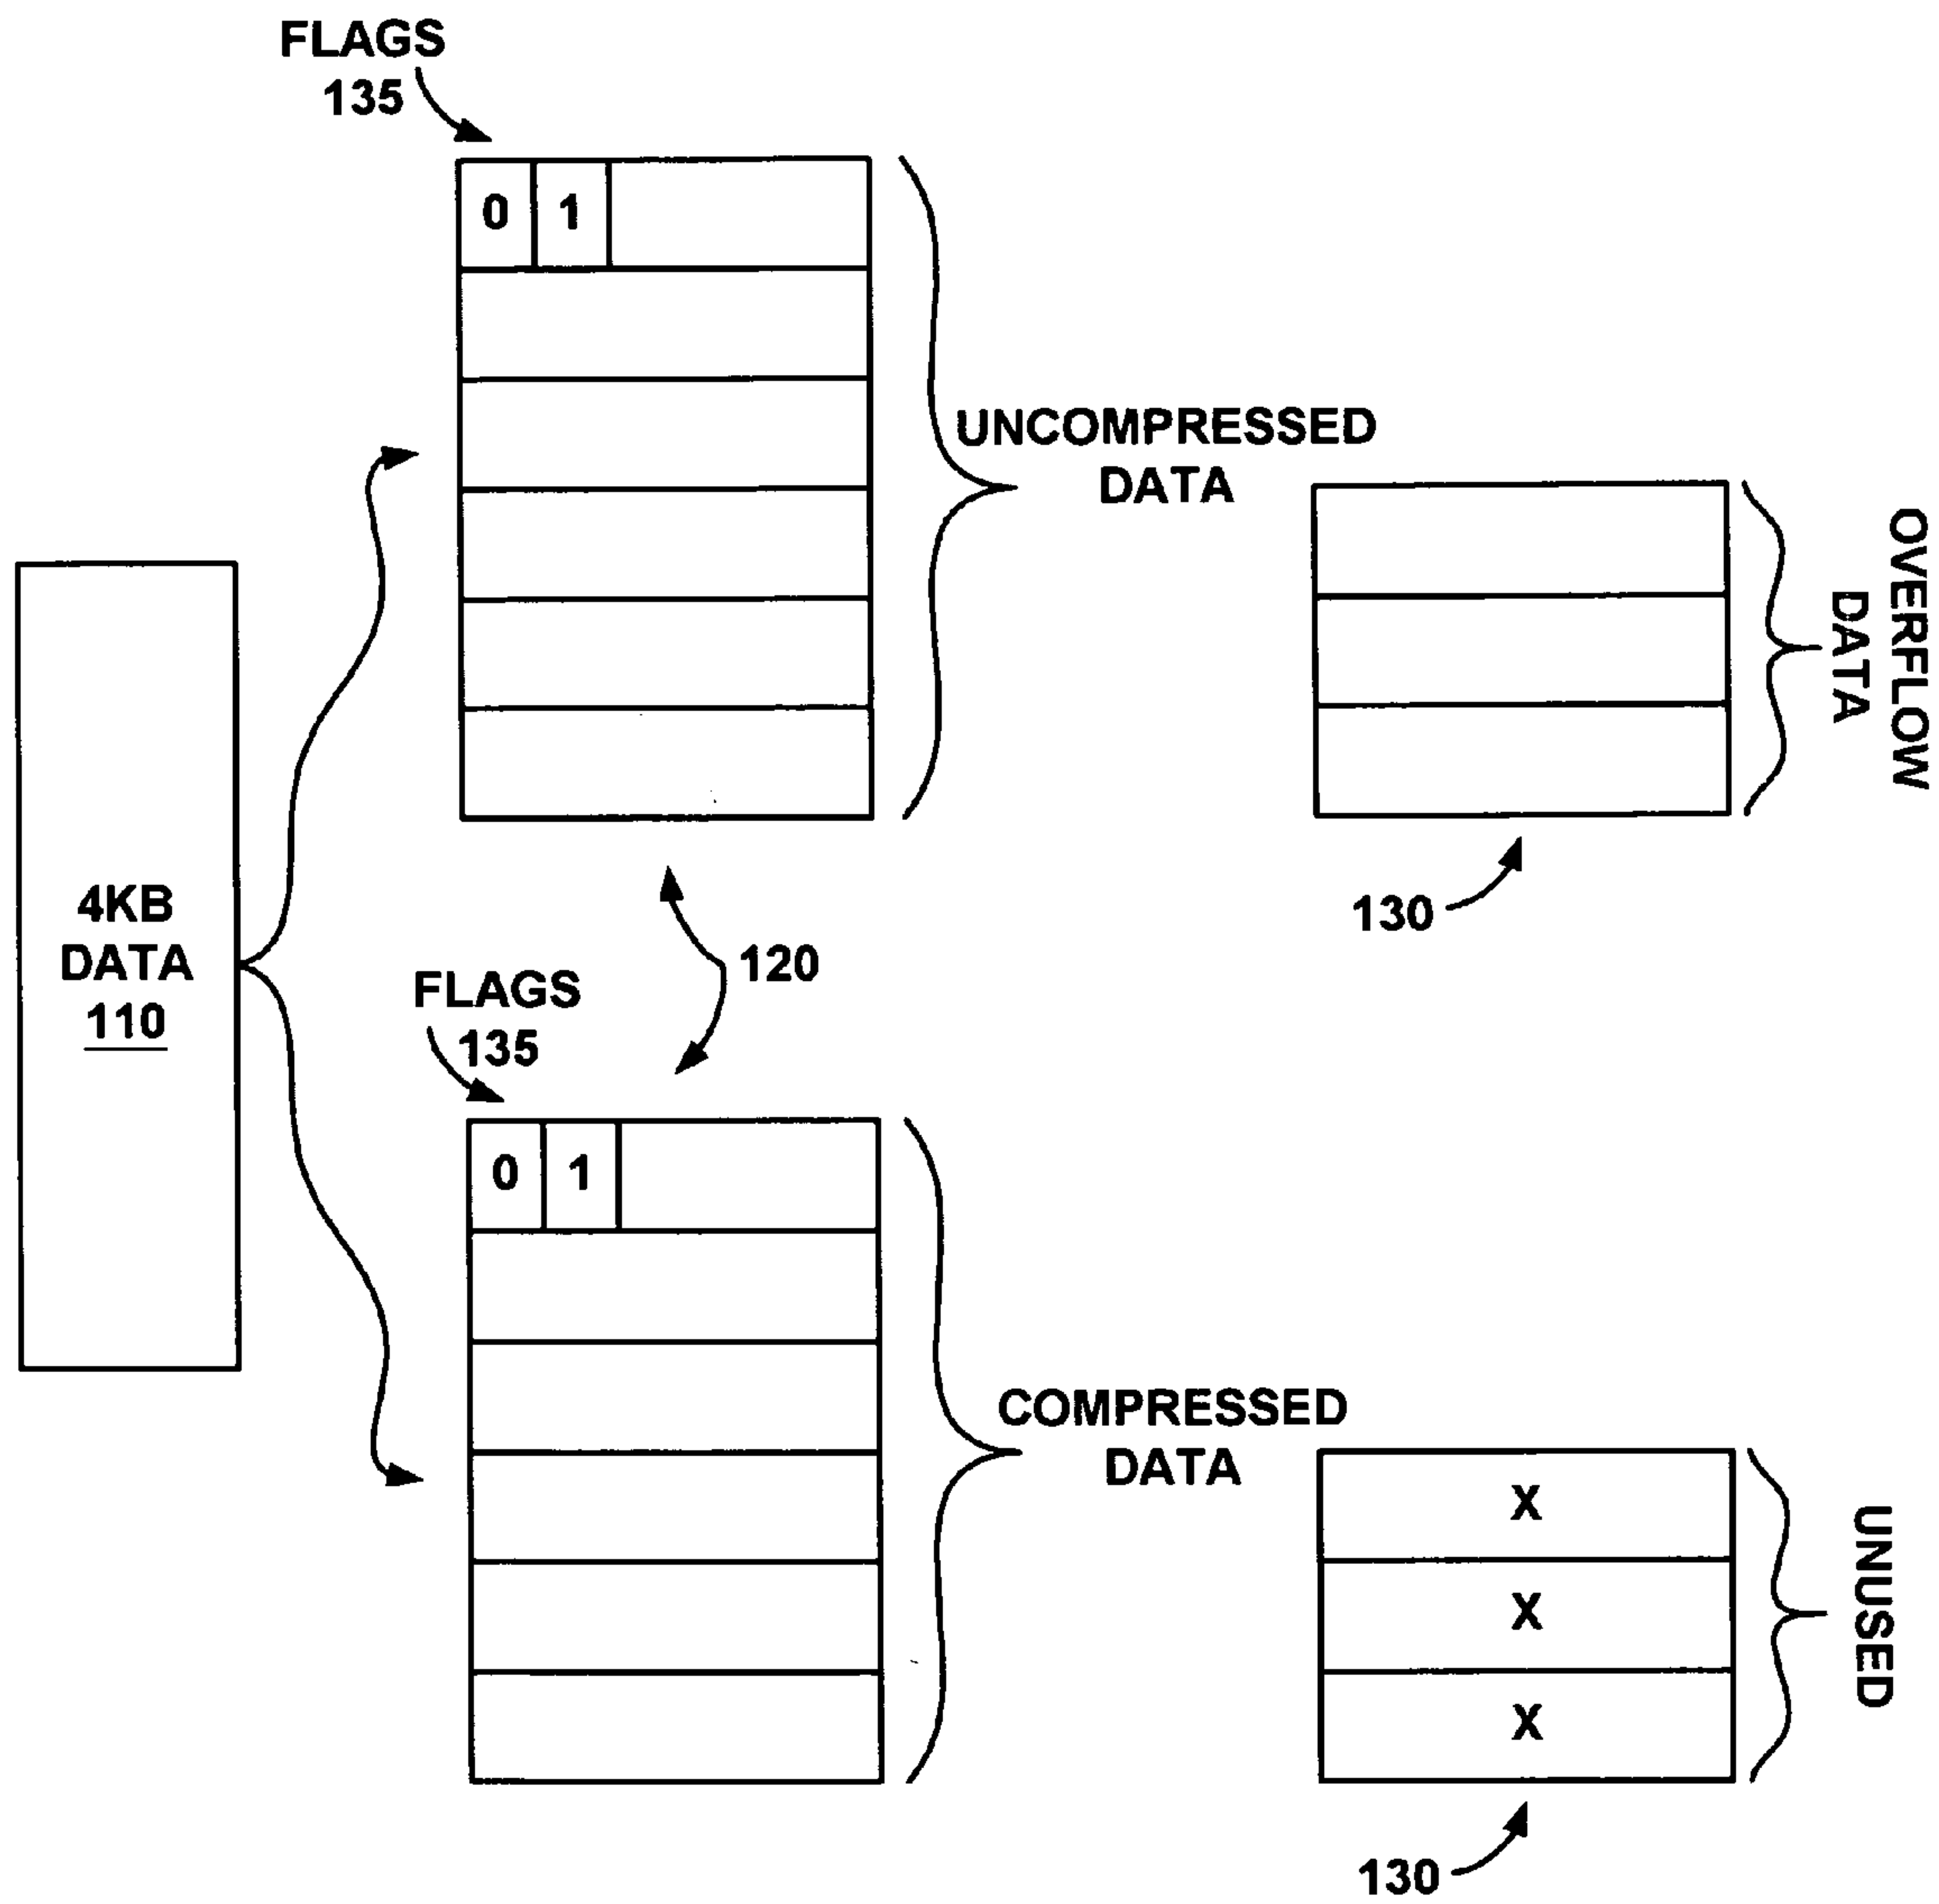 FLAGS
135
0 1
UNCOMPRESSED
DATA
OVERFLOW
DATA
130
4KB
DATA
110
120
FLAGS
135
0 1
COMPRESSED
DATA
X
X
X
UNUSED
130